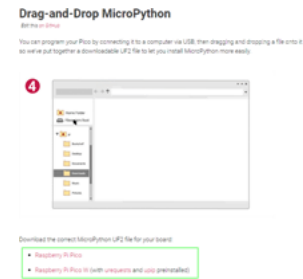 Drag-and-Drop MicroPython
Edit this on GitHub
You can program your Pico by connecting it to a computer via USB, then dragging and dropping a file onto it
so we've put together a downloadable UF2 file to let you install MicroPython more easily.
4
Download the correct MicroPython UF2 file for your board:
Raspberry Pi Pico
Raspberry Pi Pico W (with urequests and upip preinstalled)